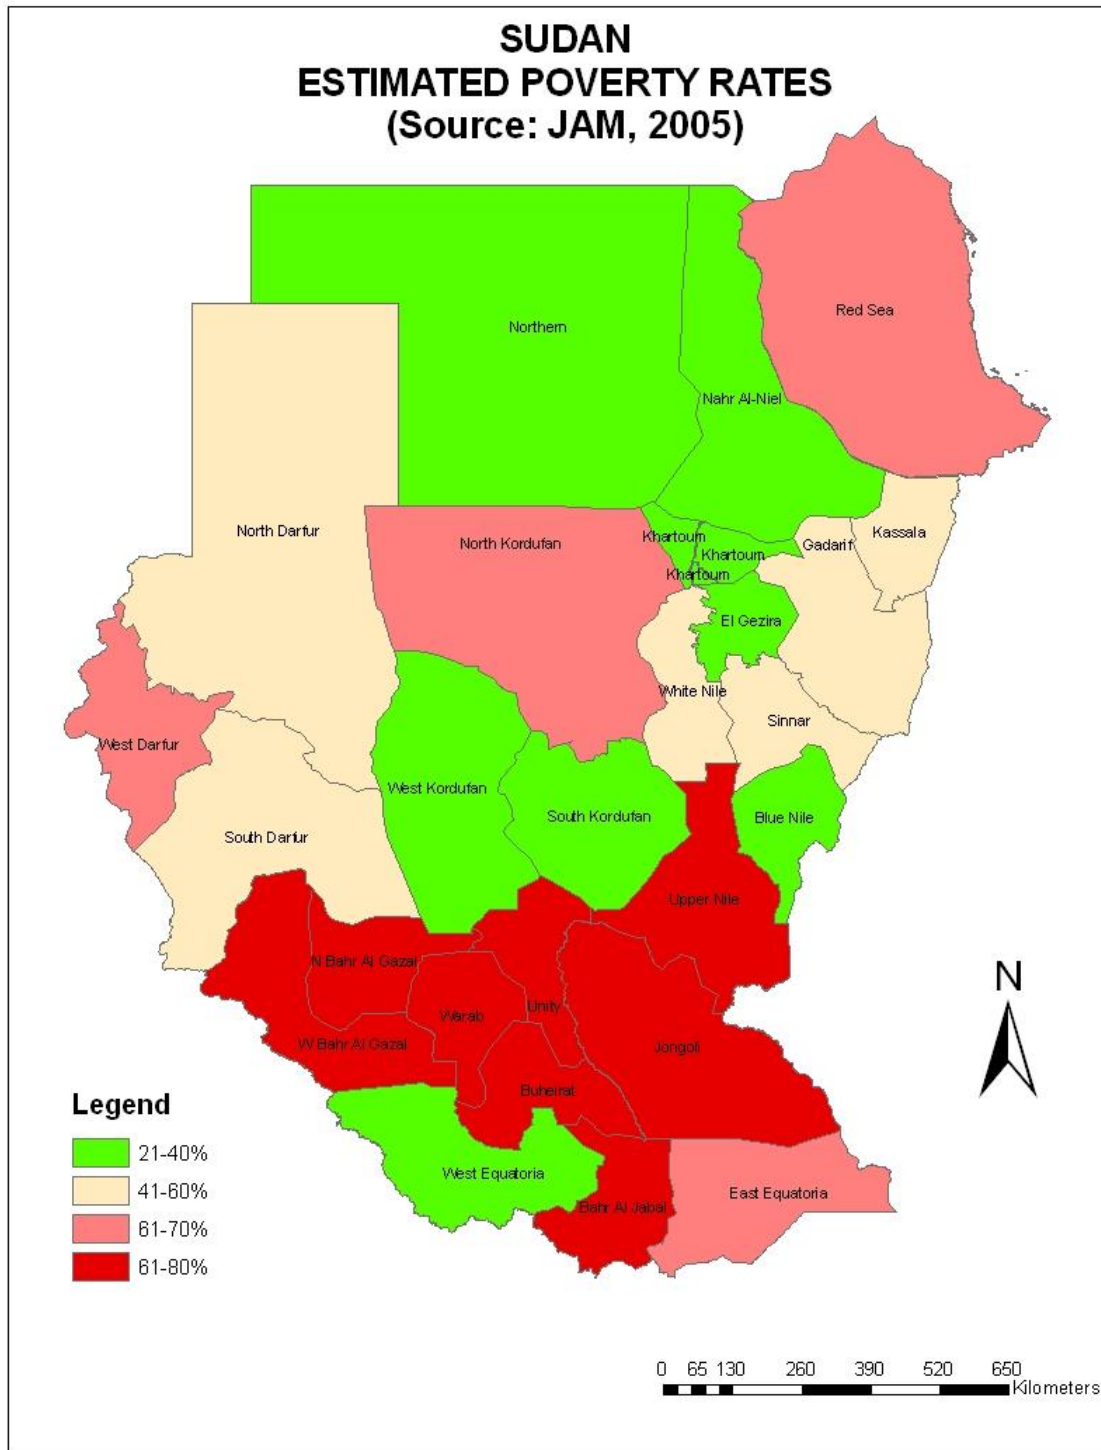 SUDAN
ESTIMATED POVERTY RATES
(Source: JAM, 2005)
Northern
Red Sea
Nahr Al-Niel
North Darfur
North Kordufan
Khartoum
Khartoum
Khartoum
Gadarif
Kassala
El Gezira
White Nile
Sinnar
West Darfur
West Kordufan
South Kordufan
Blue Nile
South Darfur
Upper Nile
N Bahr Al Gazal
Warab
Unity
W Bahr Al Gazal
Jongoli
Buheirat
West Equatoria
East Equatoria
Bahr Al Jabal
N
Legend
21-40%
41-60%
61-70%
61-80%
0 65 130 260 390 520 650
Kilometers